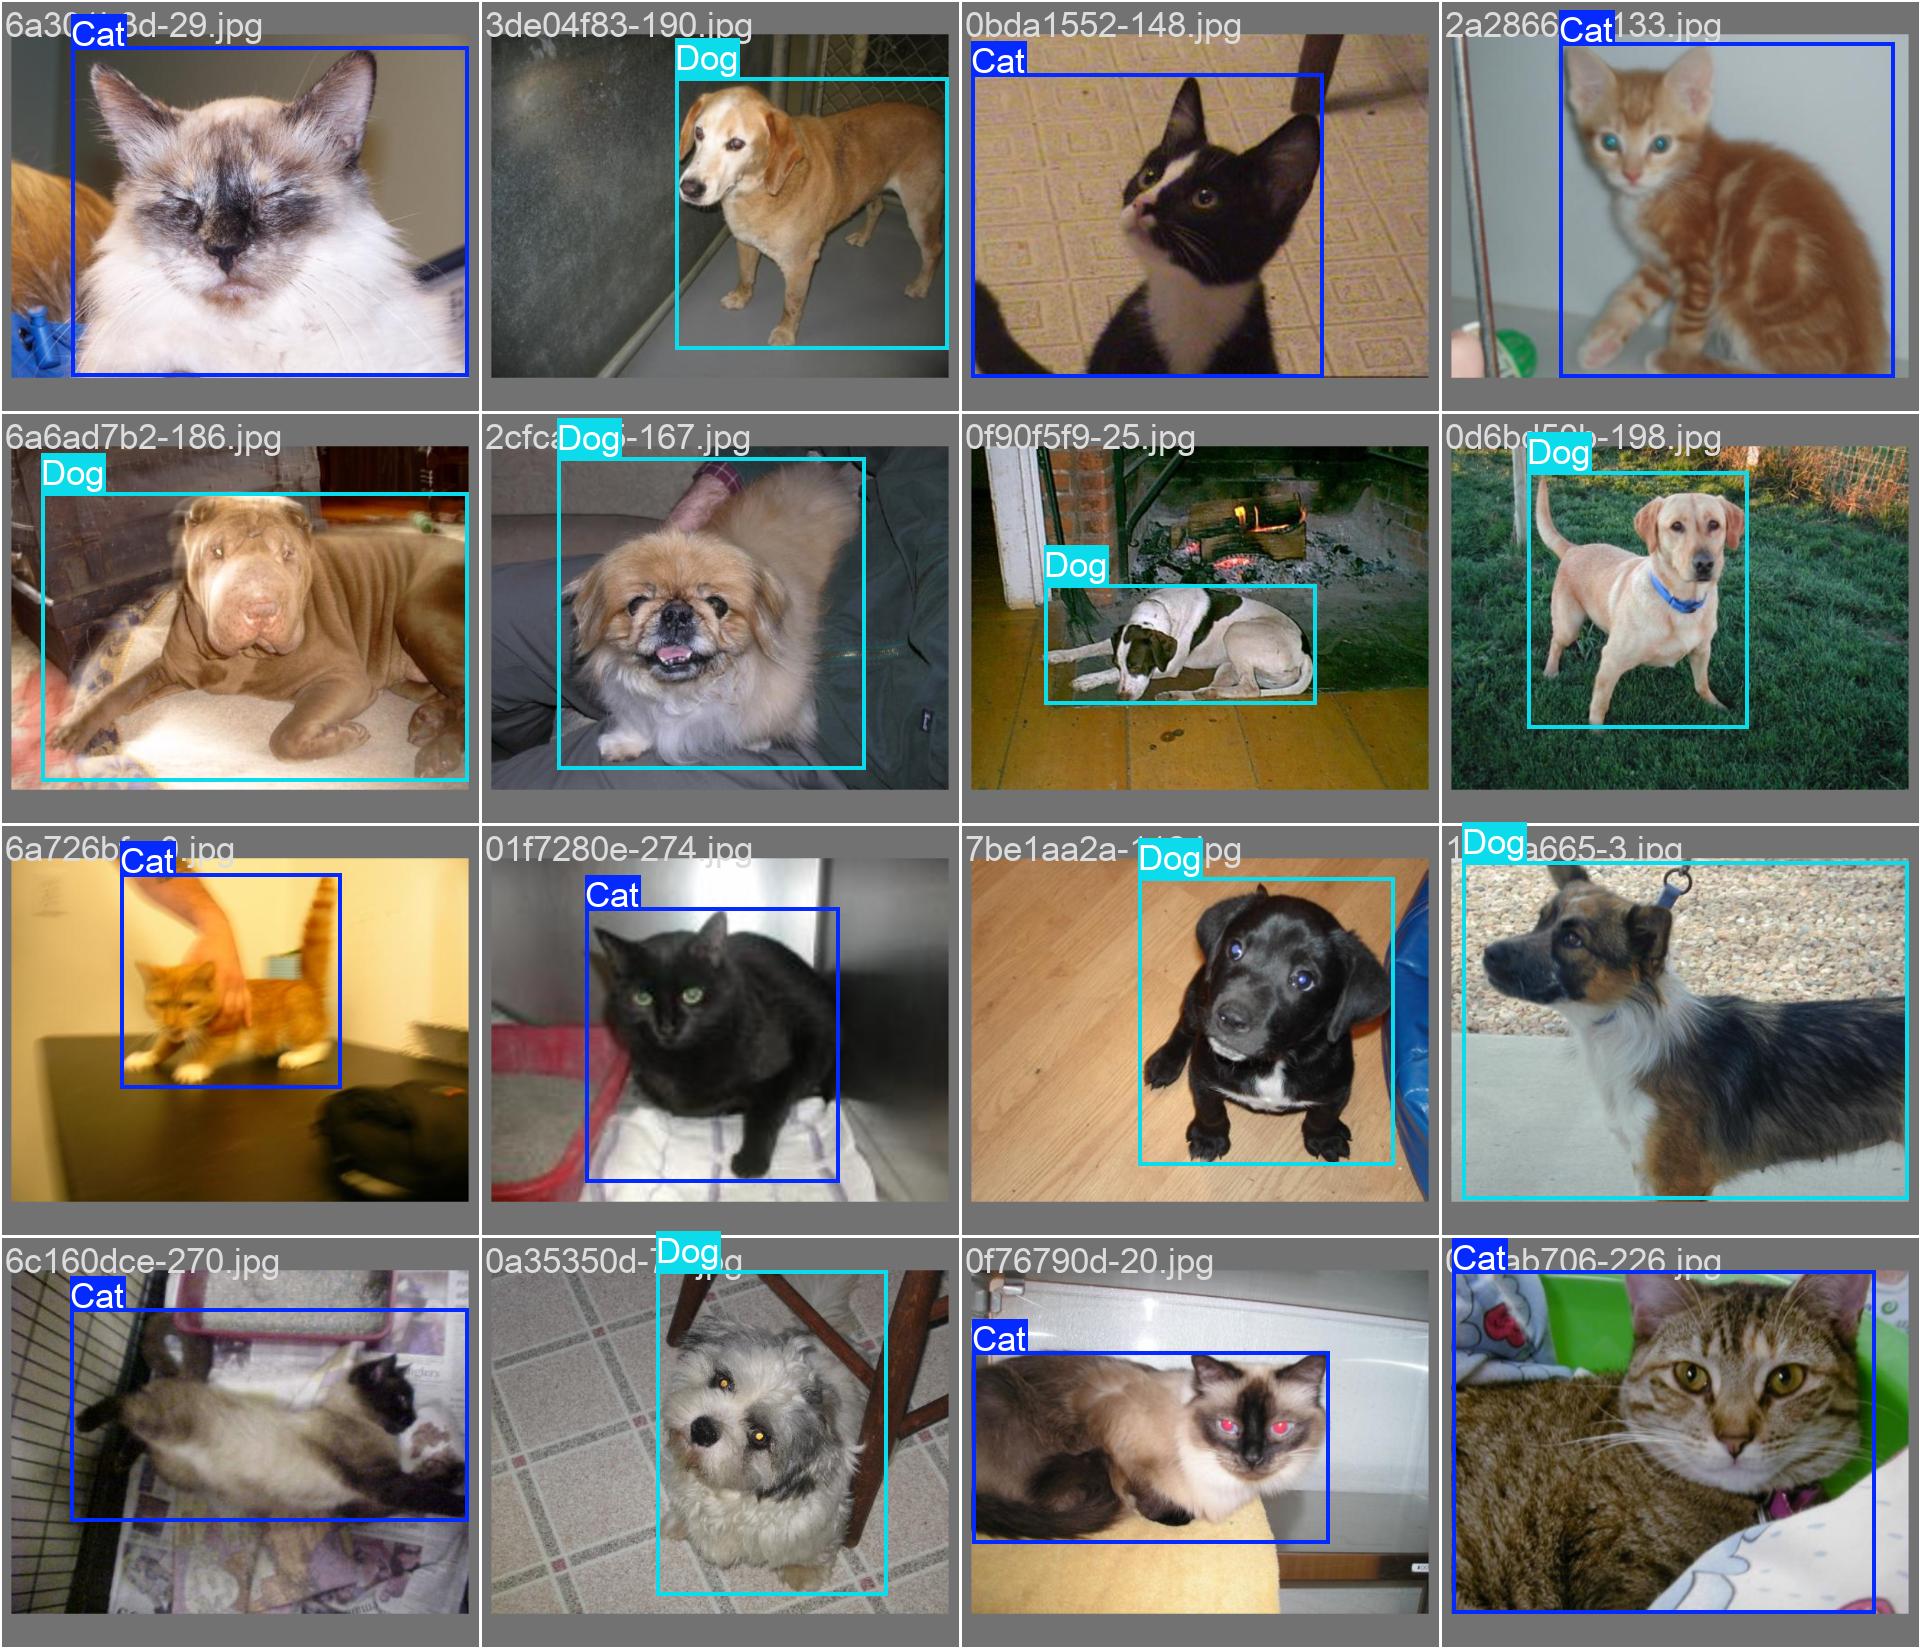 Cat
3d-29.jpg
3de04f83-190.jpg
Dog
0bda1552-148.jpg
Cat
2a2866
Cat
133.jpg
6a6ad7b2-186.jpg
Dog
2cfc
Dog
-167.jpg
0f90f5f9-25.jpg
Dog
0d6b
Dog
-198.jpg
6a726b
Cat
.jpg
01f7280e-274.jpg
Cat
7be1aa2a-
Dog
jpg
Dog
a665-3.jpg
6c160dce-270.jpg
Cat
0a35350d-
Dog
jpg
0f76790d-20.jpg
Cat
Cat
ab706-226.jpg